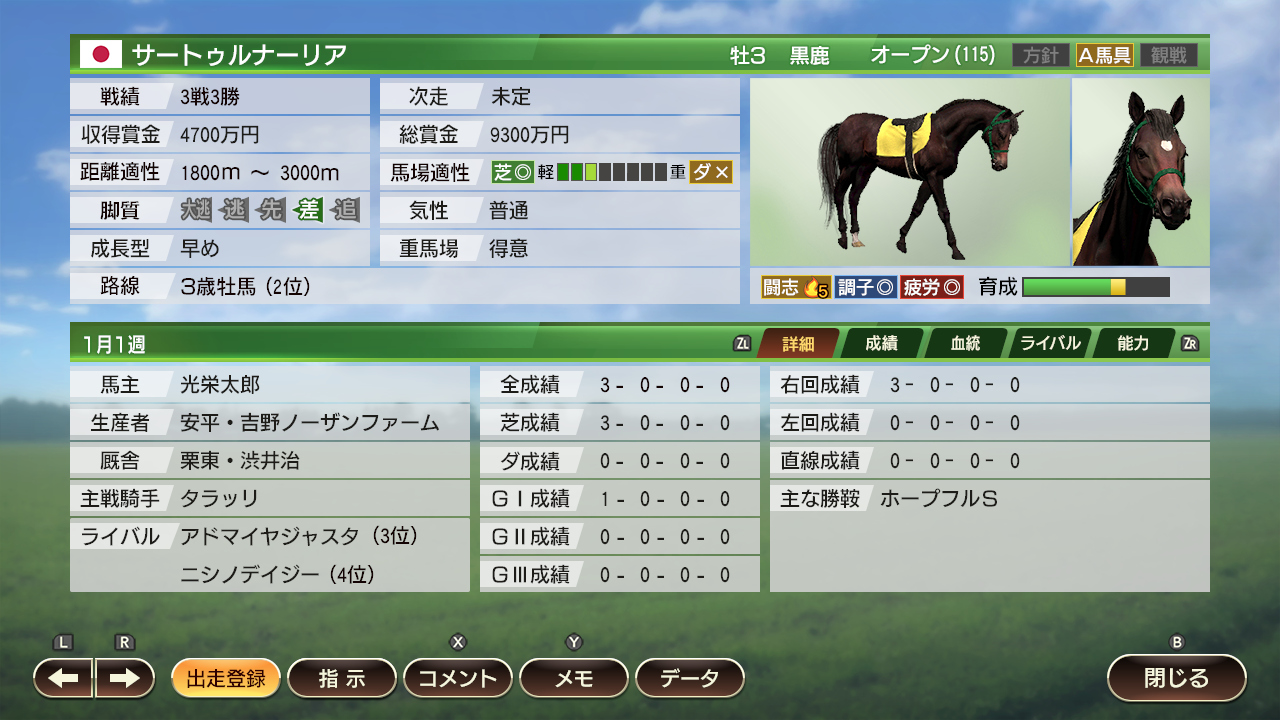 サートゥルナーリア 牡3 黒鹿 オープン(115) 方針 A馬具 観戦
戦績 3戦3勝 次走 未定
収得賞金 4700万円 総賞金 9300万円
距離適性 1800m ～ 3000m 馬場適性 芝◎ 軽 重 ダ×
脚質 大逃 逃 先 差 追 気性 普通
成長型 早め 重馬場 得意
路線 3歳牡馬 (2位)
闘志 5 調子◎ 疲労◎ 育成
1月1週 ZL 詳細 成績 血統 ライバル 能力 ZR
馬主 光栄太郎 全成績 3- 0- 0- 0 右回成績 3- 0- 0- 0
生産者 安平・吉野ノーザンファーム 芝成績 3- 0- 0- 0 左回成績 0- 0- 0- 0
厩舎 栗東・渋井治 ダ成績 0- 0- 0- 0 直線成績 0- 0- 0- 0
主戦騎手 タラッリ GⅠ成績 1- 0- 0- 0 主な勝鞍 ホープフルS
ライバル アドマイヤジャスタ (3位) GⅡ成績 0- 0- 0- 0
ニシノデイジー (4位) GⅢ成績 0- 0- 0- 0
L R X Y B
出走登録 指示 コメント メモ データ 閉じる